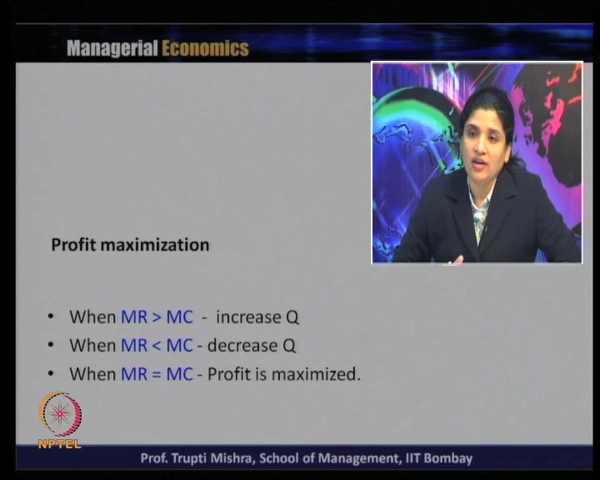 Managerial Economics
Profit maximization
• When MR > MC - increase Q
• When MR < MC - decrease Q
• When MR = MC - Profit is maximized.
NPTEL
Prof. Trupti Mishra, School of Management, IIT Bombay